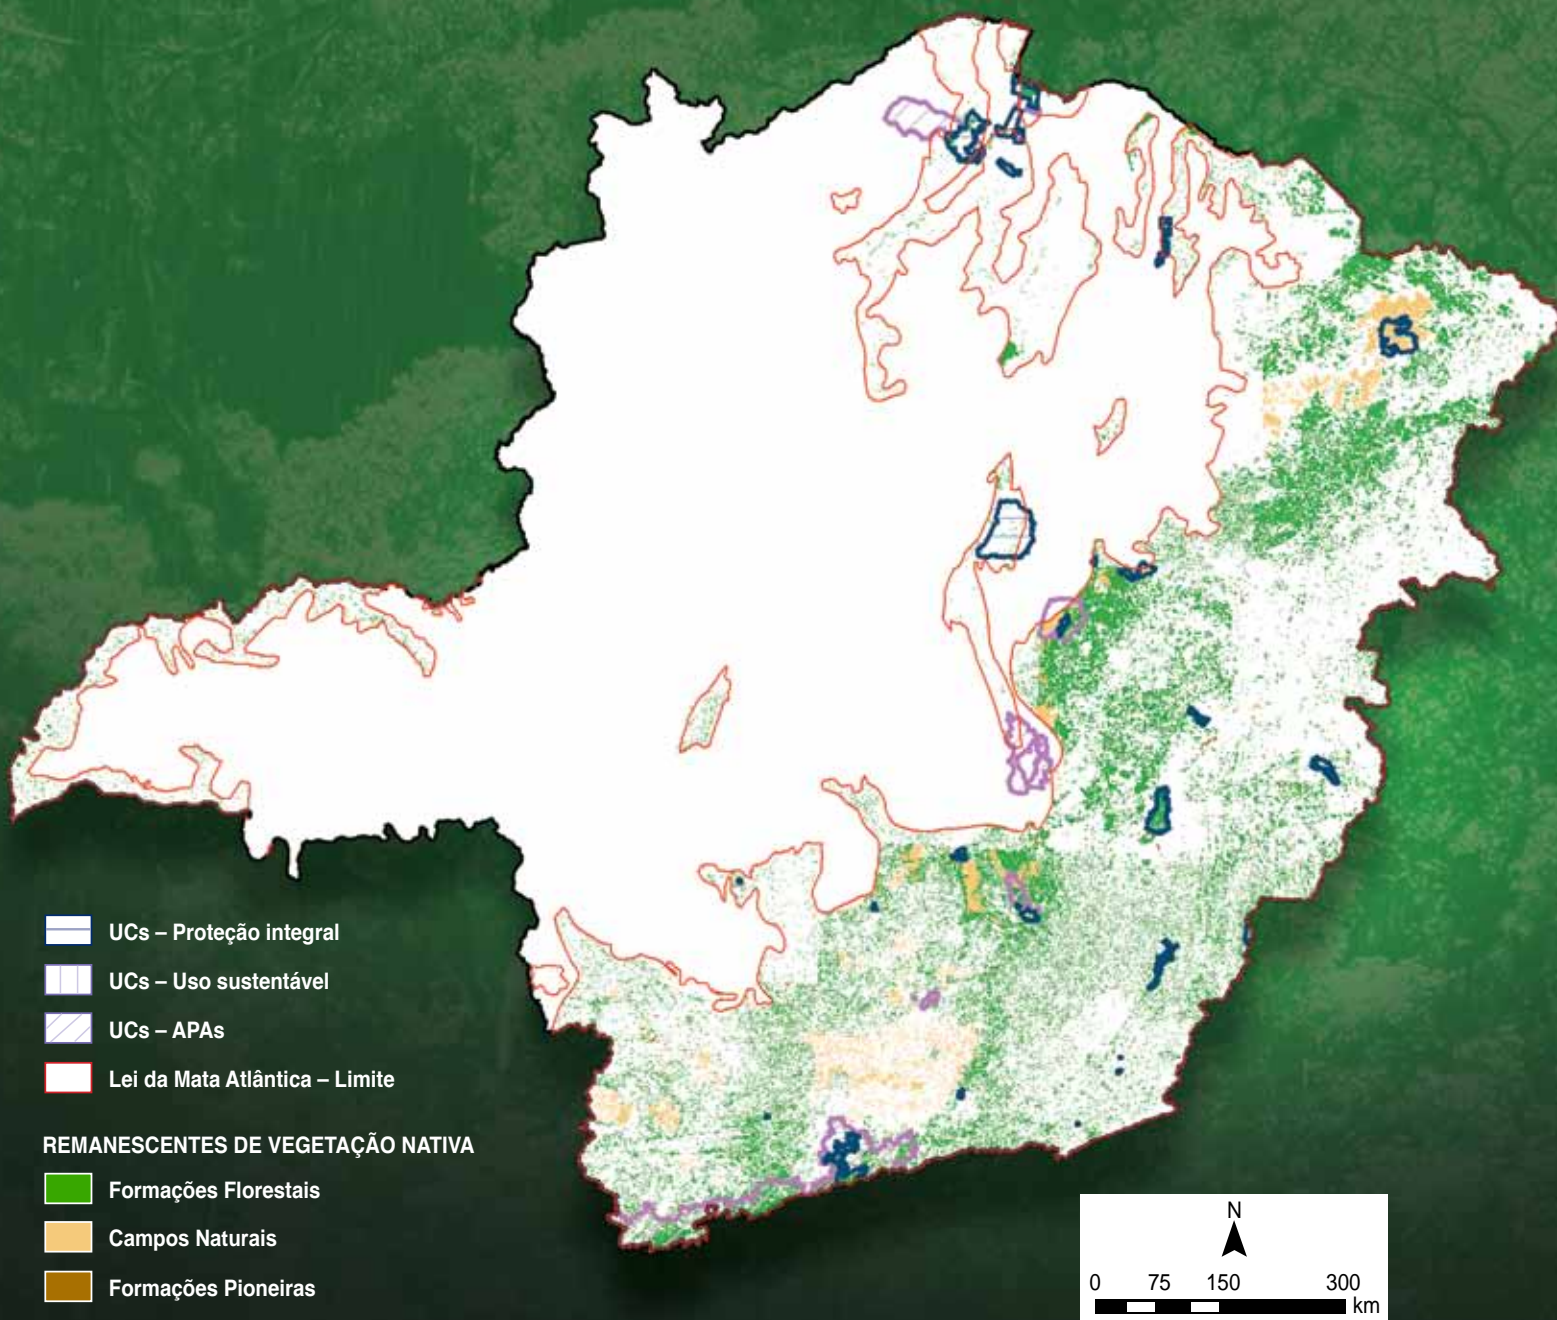 UCs – Proteção integral
UCs – Uso sustentável
UCs – APAs
Lei da Mata Atlântica – Limite
REMANESCENTES DE VEGETAÇÃO NATIVA
Formações Florestais
Campos Naturais
Formações Pioneiras
N
0 75 150 300
km